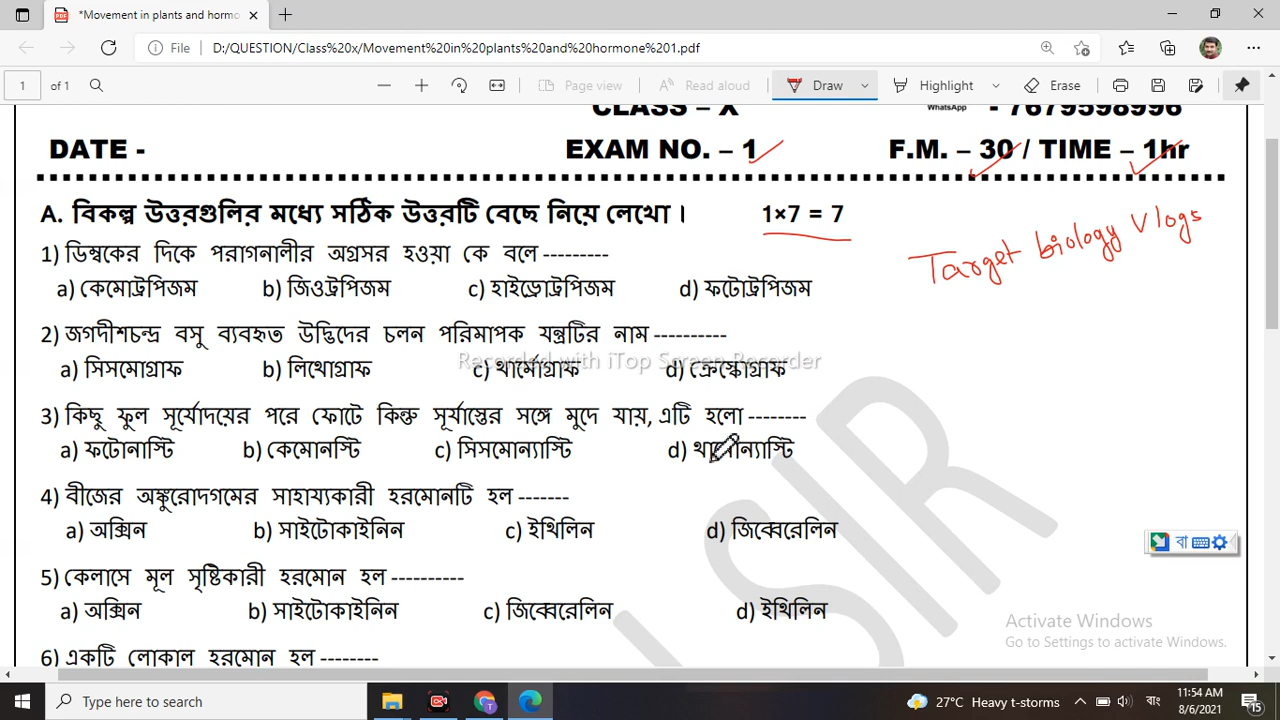 *Movement in plants and hormo
File
D:/QUESTION/Class%20x/Movement%20in%20plants%20and%20hormone%201.pdf
1 of 1
Page view
Read aloud
Draw
Highlight
Erase
CLASS – X
WhatsApp - 7679598996
DATE -
EXAM NO. – 1
F.M. – 30 / TIME – 1hr
A. বিকল্প উত্তরগুলির মধ্যে সঠিক উত্তরটি বেছে নিয়ে লেখো । 1×7 = 7
Target biology Vlogs
1) ডিম্বকের দিকে পরাগনালীর অগ্রসর হওয়া কে বলে ---------
a) কেমোট্রপিজম b) জিওট্রপিজম c) হাইড্রোট্রপিজম d) ফটোট্রপিজম
2) জগদীশচন্দ্র বসু ব্যবহৃত উদ্ভিদের চলন পরিমাপক যন্ত্রটির নাম ----------
a) সিসমোগ্রাফ b) লিথোগ্রাফ c) থার্মোগ্রাফ d) ক্রেস্কোগ্রাফ
Recorded with iTop Screen Recorder
3) কিছু ফুল সূর্যোদয়ের পরে ফোটে কিন্তু সূর্যাস্তের সঙ্গে মুদে যায়, এটি হলো --------
a) ফটোনাস্টি b) কেমোনস্টি c) সিসমোন্যাস্টি d) থার্মোন্যাস্টি
4) বীজের অঙ্কুরোদগমের সাহায্যকারী হরমোনটি হল -------
a) অক্সিন b) সাইটোকাইনিন c) ইথিলিন d) জিব্বেরেলিন
5) কেলাসে মূল সৃষ্টিকারী হরমোন হল ----------
a) অক্সিন b) সাইটোকাইনিন c) জিব্বেরেলিন d) ইথিলিন
6) একটি লোকাল হরমোন হল --------
SIR
বা
Activate Windows
Go to Settings to activate Windows.
Type here to search
27°C Heavy t-storms
বাং
11:54 AM
8/6/2021
15